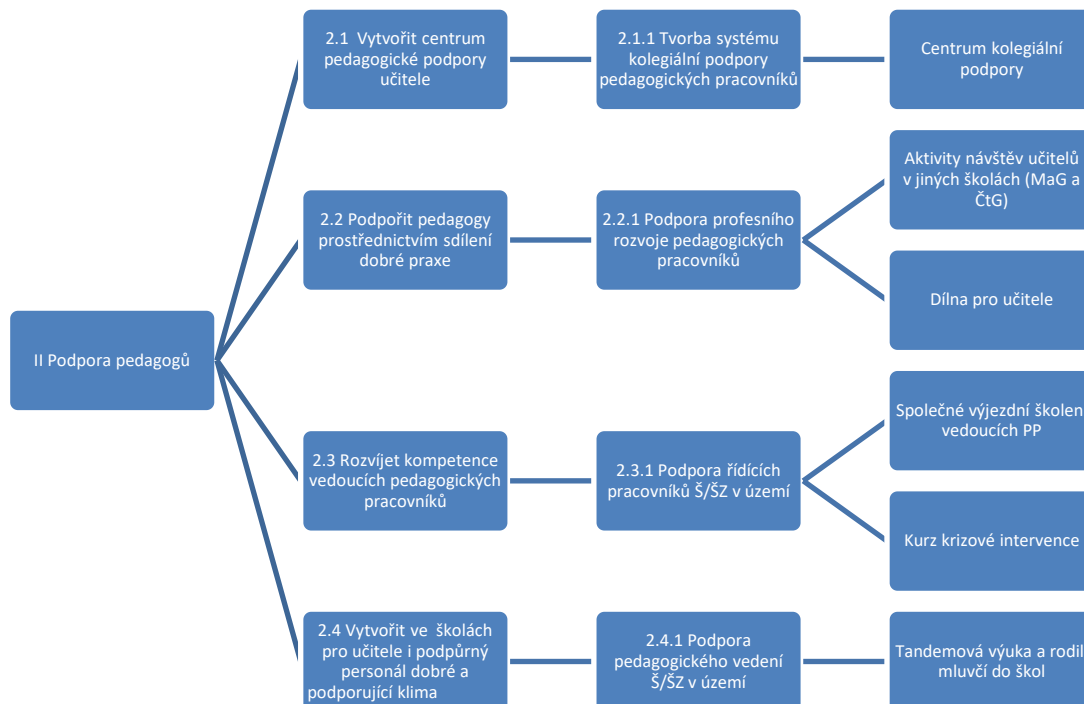 II Podpora pedagogů
2.1 Vytvořit centrum
pedagogické podpory
učitele
2.1.1 Tvorba systému
kolegiální podpory
pedagogických pracovníků
Centrum kolegiální
podpory
2.2 Podpořit pedagogy
prostřednictvím sdílení
dobré praxe
2.2.1 Podpora profesního
rozvoje pedagogických
pracovníků
Aktivity návštěv učitelů
v jiných školách (MaG a
ČtG)
Dílna pro učitele
2.3 Rozvíjet kompetence
vedoucích pedagogických
pracovníků
2.3.1 Podpora řídících
pracovníků Š/ŠZ v území
Společné výjezdní školen
vedoucích PP
Kurz krizové intervence
2.4 Vytvořit ve školách
pro učitele i podpůrný
personál dobré a
podporující klima
2.4.1 Podpora
pedagogického vedení
Š/ŠZ v území
Tandemová výuka a rodil
mluvčí do škol